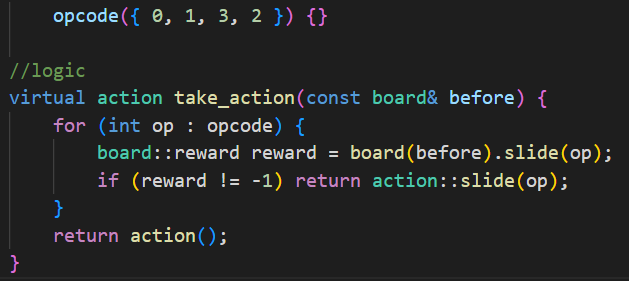 opcode({ 0, 1, 3, 2 }) {}
//logic
virtual action take_action(const board& before) {
for (int op : opcode) {
board::reward reward = board(before).slide(op);
if (reward != -1) return action::slide(op);
}
return action();
}